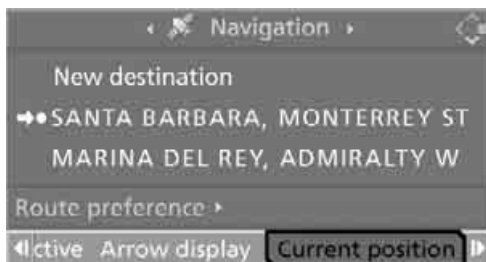 Navigation
New destination
SANTA BARBARA, MONTERREY ST
MARINA DEL REY, ADMIRALTY W
Route preference
ctive Arrow display Current position